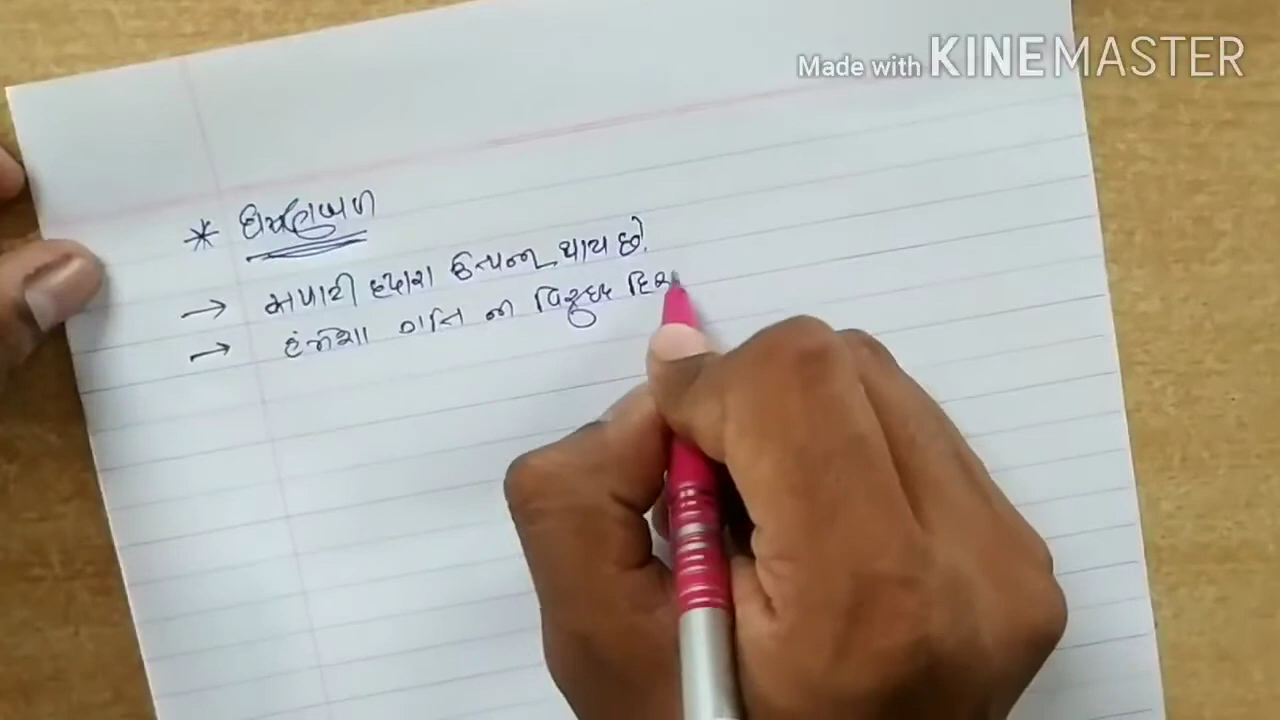 Made with KINEMASTER
* ઘર્ષણબળ
→ સપાટી દ્વારા ઉત્પન્ન થાય છે.
→ હંમેશા ગતિ ની વિરુદ્ધ દિશ